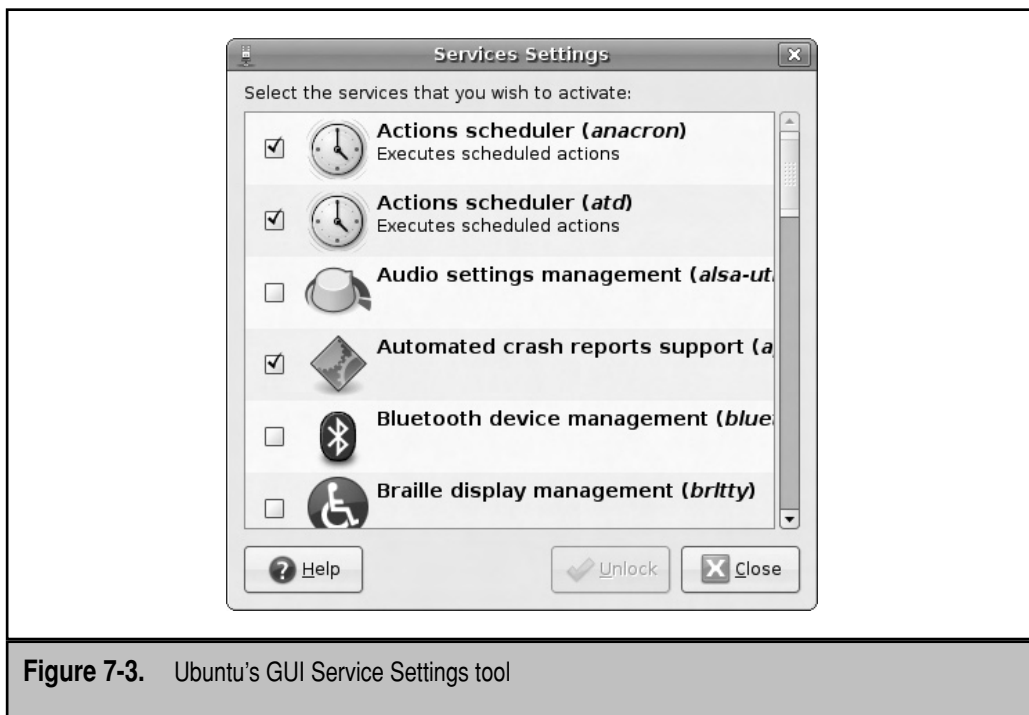 Services Settings
Select the services that you wish to activate:
Actions scheduler (anacron)
Executes scheduled actions
Actions scheduler (atd)
Executes scheduled actions
Audio settings management (alsa-ut
Automated crash reports support (a
Bluetooth device management (blue
Braille display management (brltty)
Help
Unlock
Close
Figure 7-3. Ubuntu's GUI Service Settings tool